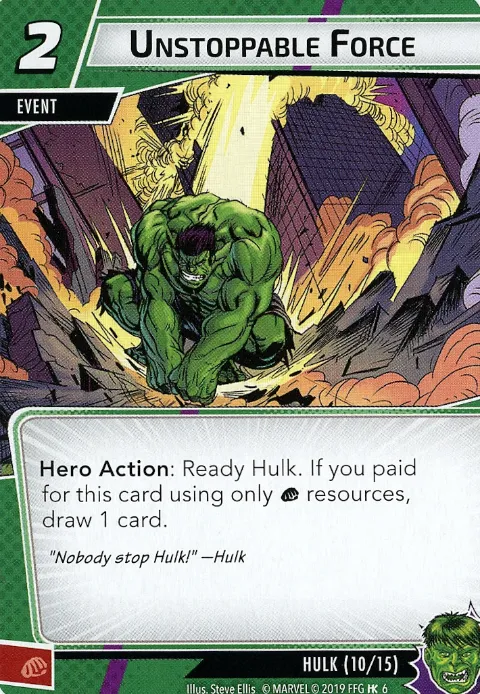 2
UNSTOPPABLE FORCE
EVENT
Hero Action: Ready Hulk. If you paid
for this card using only resources,
draw 1 card.
"Nobody stop Hulk!" —Hulk
HULK (10/15)
Illus. Steve Ellis © MARVEL © 2019 FFG HK 6